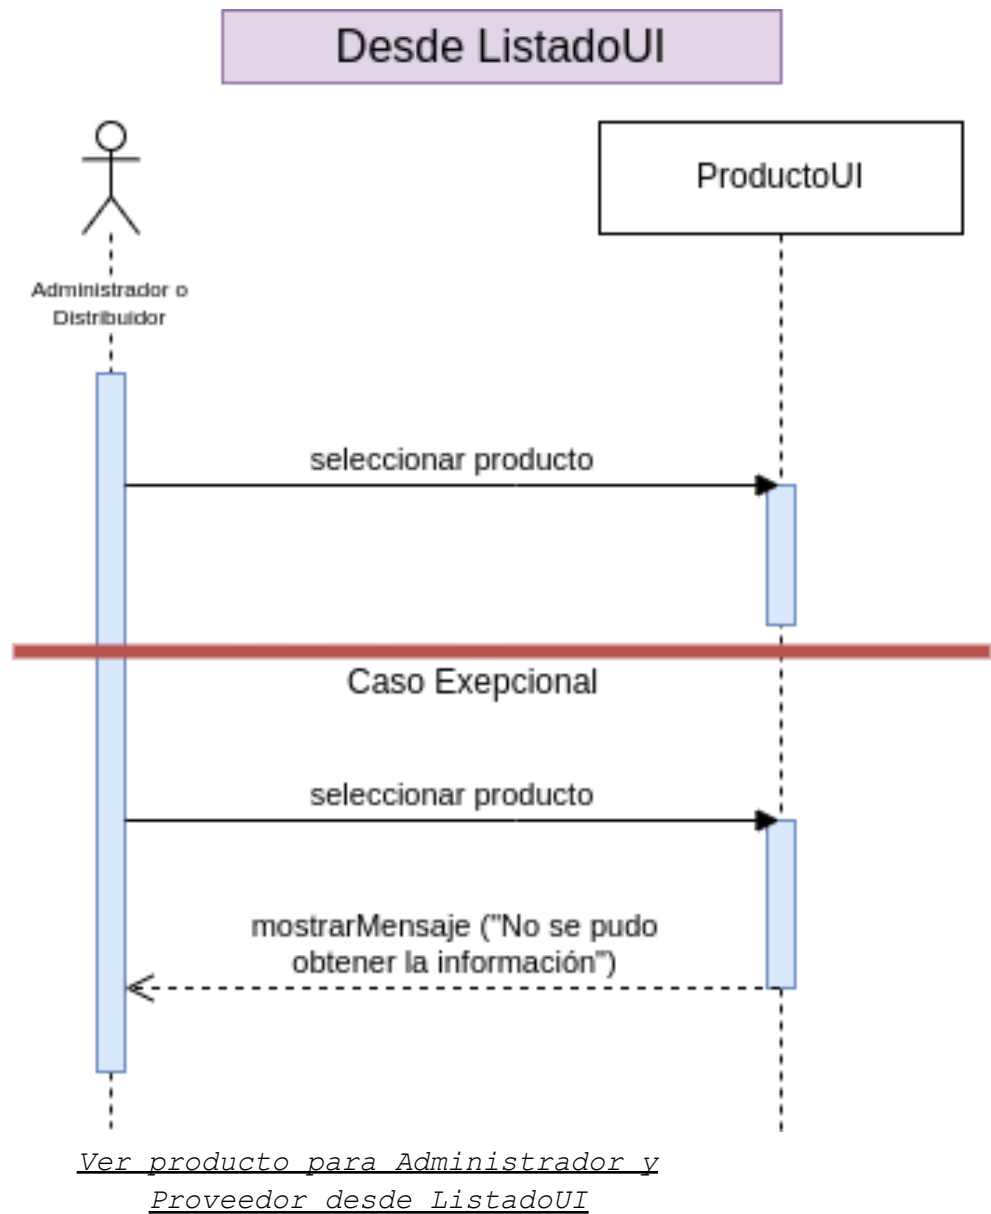 Desde ListadoUI
ProductoUI
Administrador o
Distribuidor
seleccionar producto
Caso Exepcional
seleccionar producto
mostrarMensaje ("No se pudo
obtener la información")
Ver producto para Administrador y
Proveedor desde ListadoUI